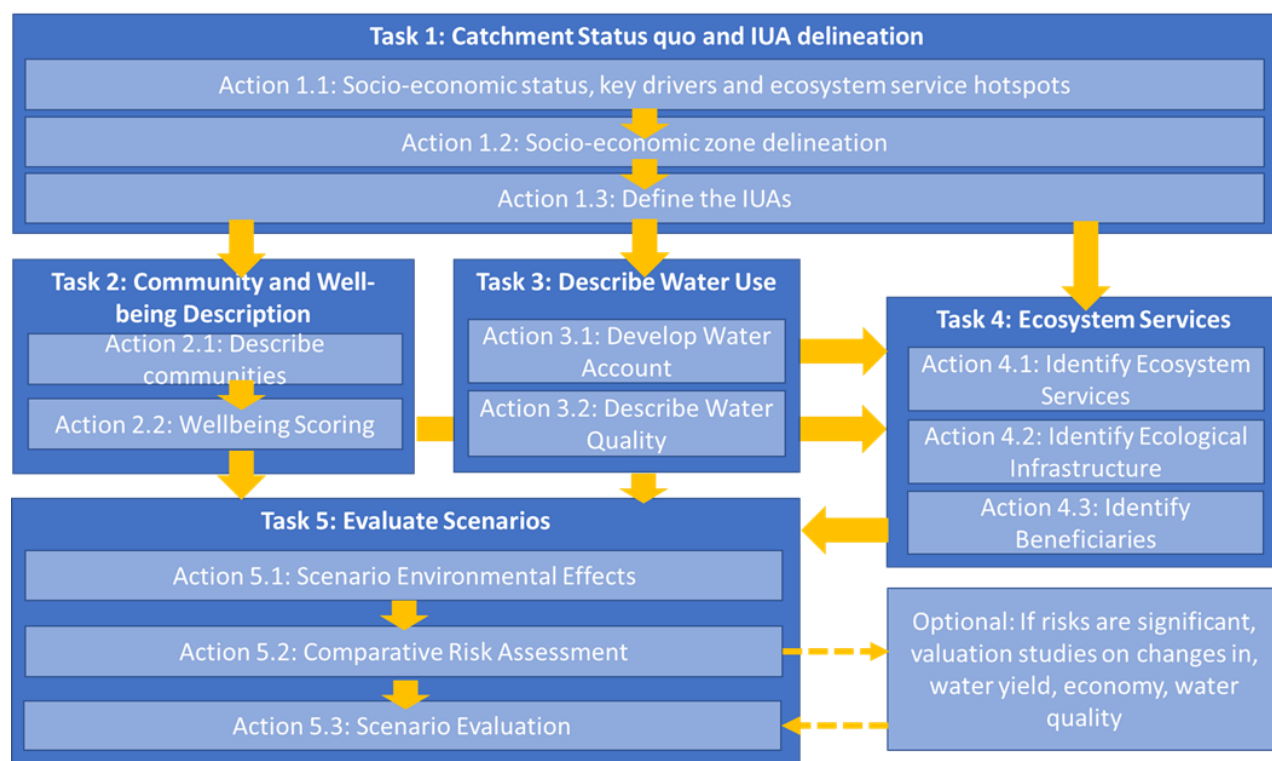 Task 1: Catchment Status quo and IUA delineation
Action 1.1: Socio-economic status, key drivers and ecosystem service hotspots
Action 1.2: Socio-economic zone delineation
Action 1.3: Define the IUAs
Task 2: Community and Well-
being Description
Action 2.1: Describe
communities
Action 2.2: Wellbeing Scoring
Task 3: Describe Water Use
Action 3.1: Develop Water
Account
Action 3.2: Describe Water
Quality
Task 4: Ecosystem Services
Action 4.1: Identify Ecosystem
Services
Action 4.2: Identify Ecological
Infrastructure
Action 4.3: Identify
Beneficiaries
Task 5: Evaluate Scenarios
Action 5.1: Scenario Environmental Effects
Action 5.2: Comparative Risk Assessment
Action 5.3: Scenario Evaluation
Optional: If risks are significant,
valuation studies on changes in,
water yield, economy, water
quality